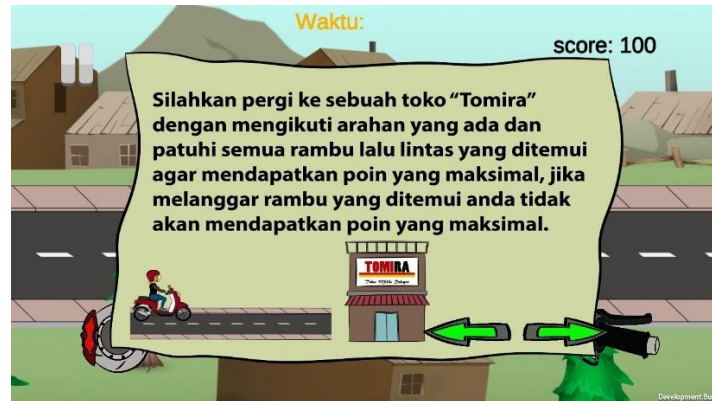 Waktu:
score: 100
Silahkan pergi ke sebuah toko “Tomira”
dengan mengikuti arahan yang ada dan
patuhi semua rambu lalu lintas yang ditemui
agar mendapatkan poin yang maksimal, jika
melanggar rambu yang ditemui anda tidak
akan mendapatkan poin yang maksimal.
TOMIRA
Development Bu